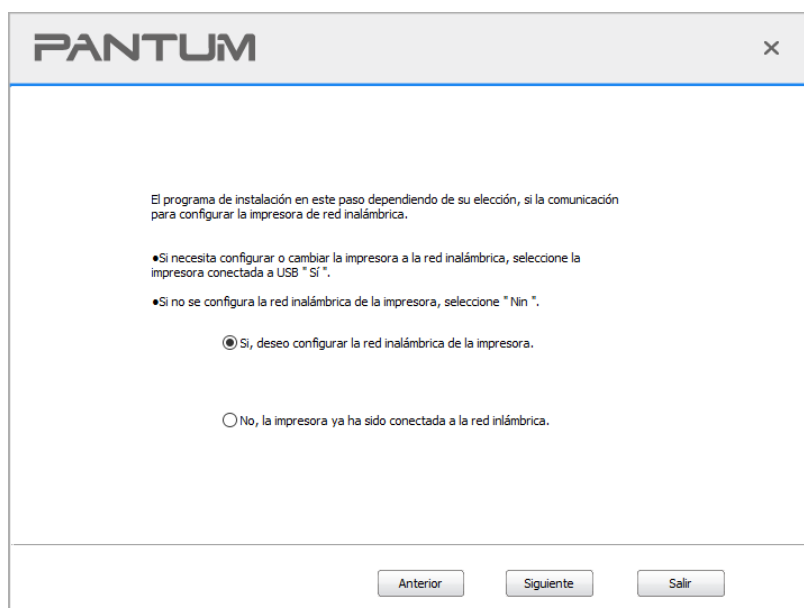 PANTUM
El programa de instalación en este paso dependiendo de su elección, si la comunicación
para configurar la impresora de red inalámbrica.
●Si necesita configurar o cambiar la impresora a la red inalámbrica, seleccione la
impresora conectada a USB " Sí ".
●Si no se configura la red inalámbrica de la impresora, seleccione " Nin ".
Si, deseo configurar la red inalámbrica de la impresora.
No, la impresora ya ha sido conectada a la red inlámbrica.
Anterior Siguiente Salir